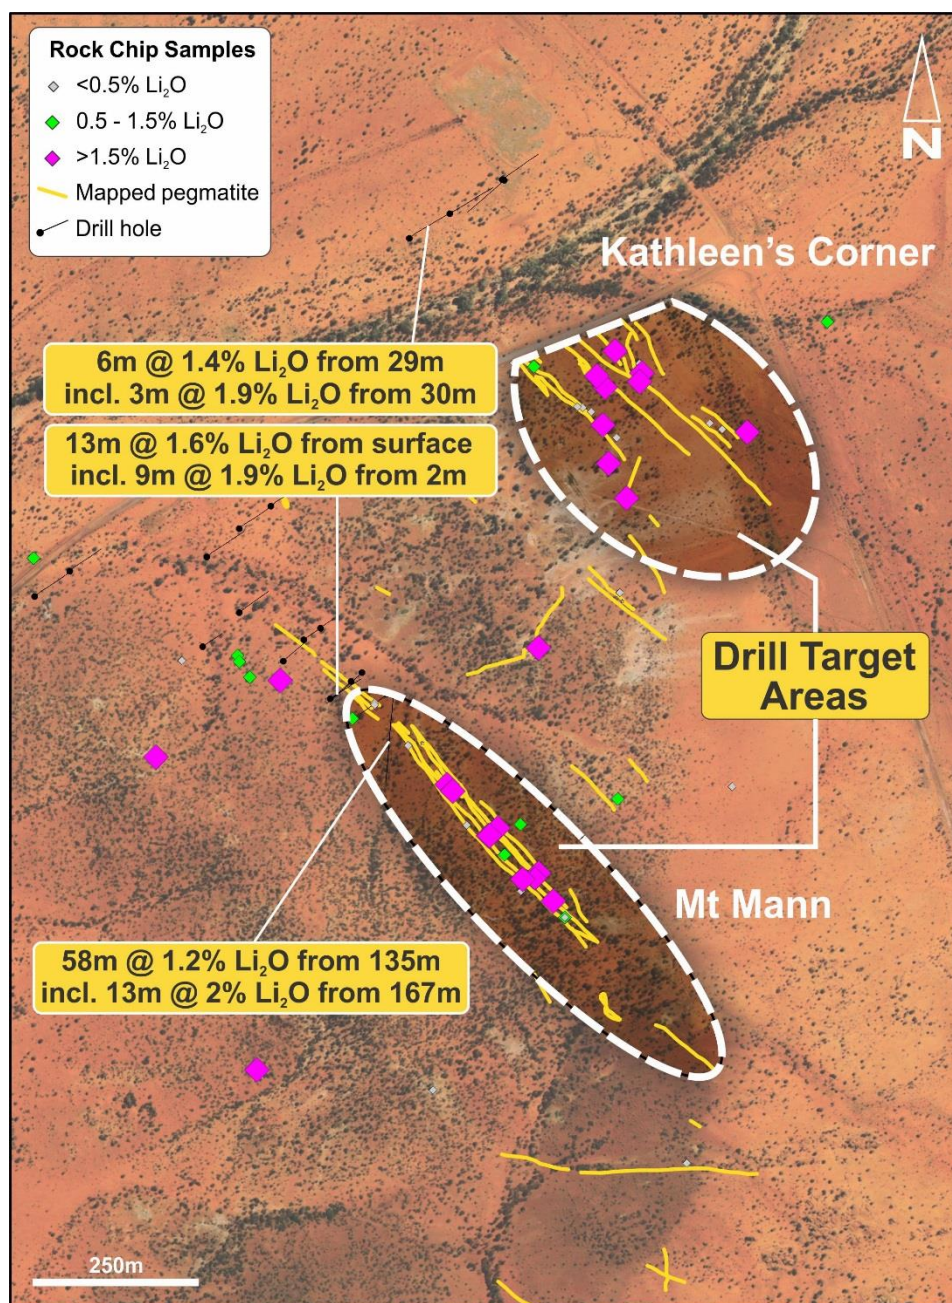 Rock Chip Samples
<0.5% Li₂O
0.5 - 1.5% Li₂O
>1.5% Li₂O
Mapped pegmatite
Drill hole
N
Kathleen's Corner
6m @ 1.4% Li₂O from 29m
incl. 3m @ 1.9% Li₂O from 30m
13m @ 1.6% Li₂O from surface
incl. 9m @ 1.9% Li₂O from 2m
Drill Target
Areas
Mt Mann
58m @ 1.2% Li₂O from 135m
incl. 13m @ 2% Li₂O from 167m
250m